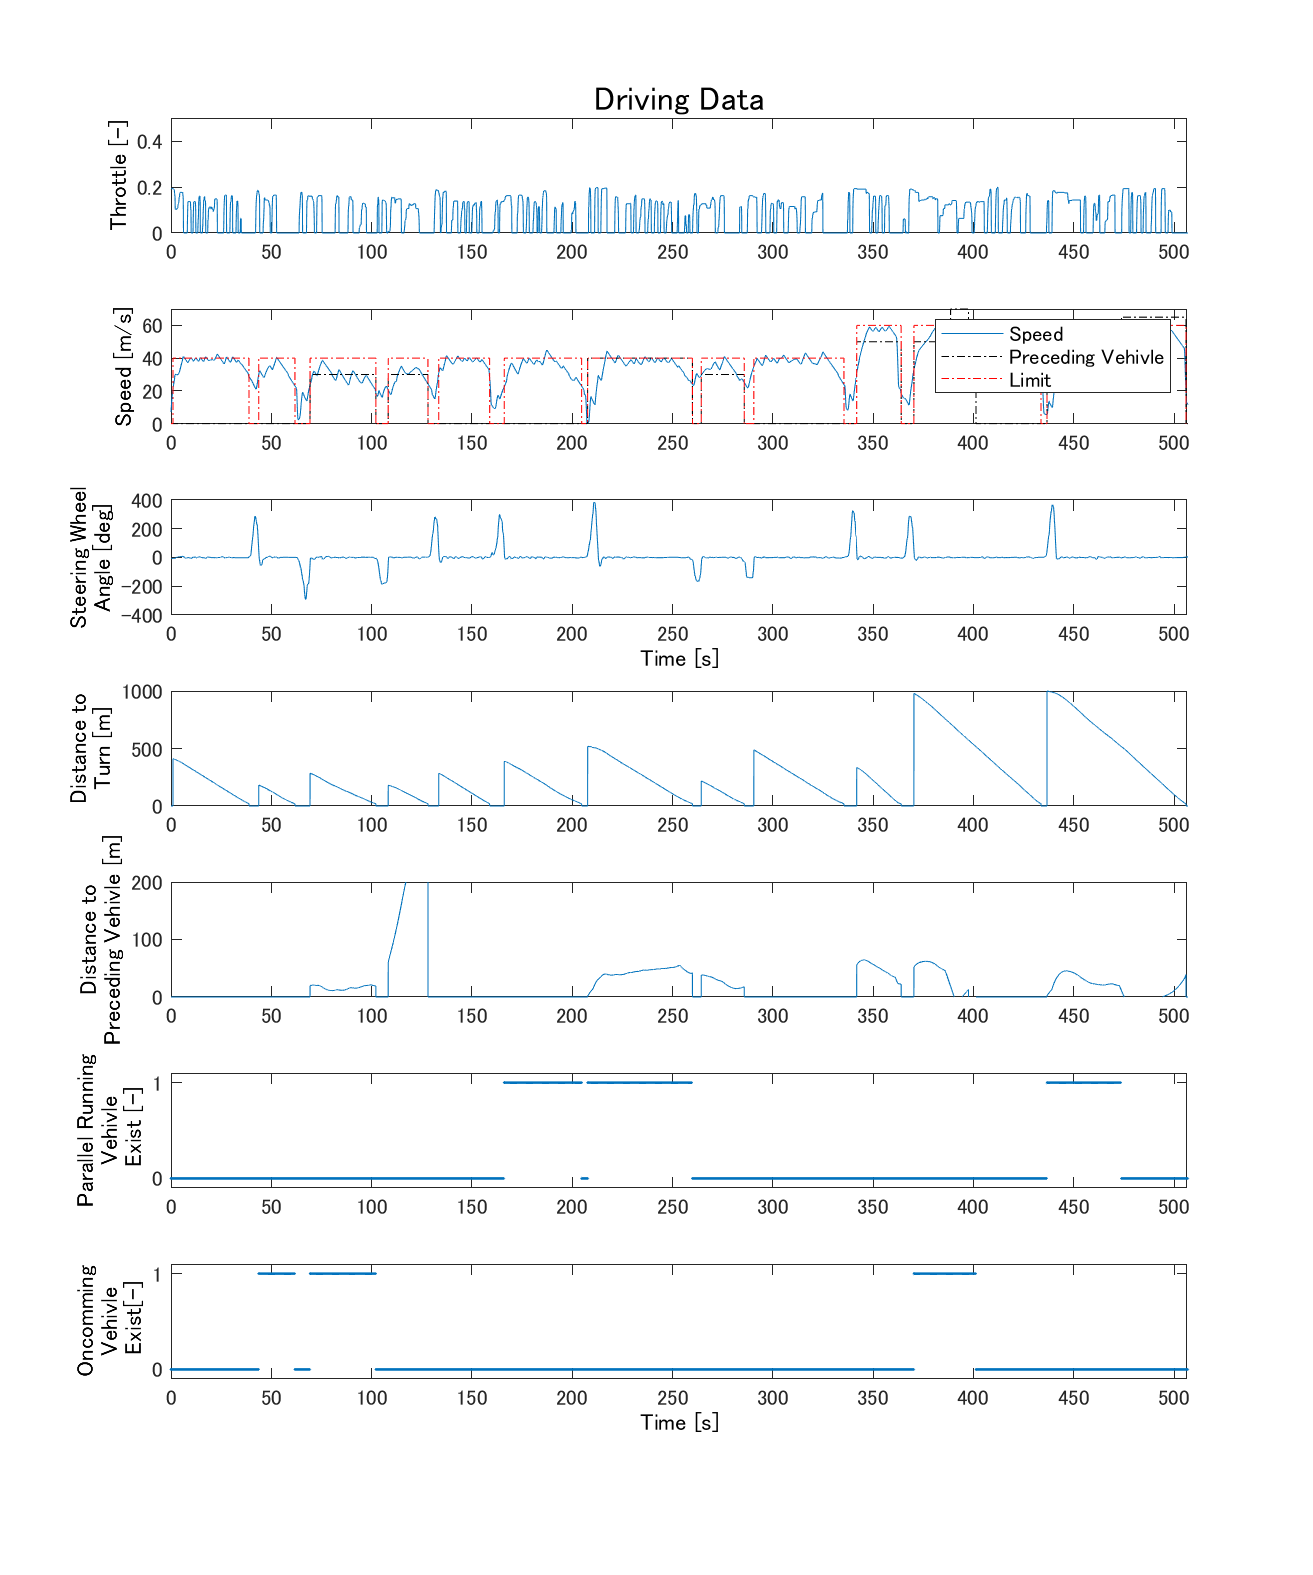 Driving Data
Throttle [-]
0.4
0.2
0
0 50 100 150 200 250 300 350 400 450 500
Speed [m/s]
60
40
20
0
Speed
Preceding Vehivle
Limit
0 50 100 150 200 250 300 350 400 450 500
Steering Wheel
Angle [deg]
400
200
0
-200
-400
0 50 100 150 200 250 300 350 400 450 500
Time [s]
Distance to
Turn [m]
1000
500
0
0 50 100 150 200 250 300 350 400 450 500
Distance to
Preceding Vehivle [m]
200
100
0
0 50 100 150 200 250 300 350 400 450 500
Parallel Running
Vehivle
Exist [-]
1
0
0 50 100 150 200 250 300 350 400 450 500
Oncomming
Vehivle
Exist[-]
1
0
0 50 100 150 200 250 300 350 400 450 500
Time [s]